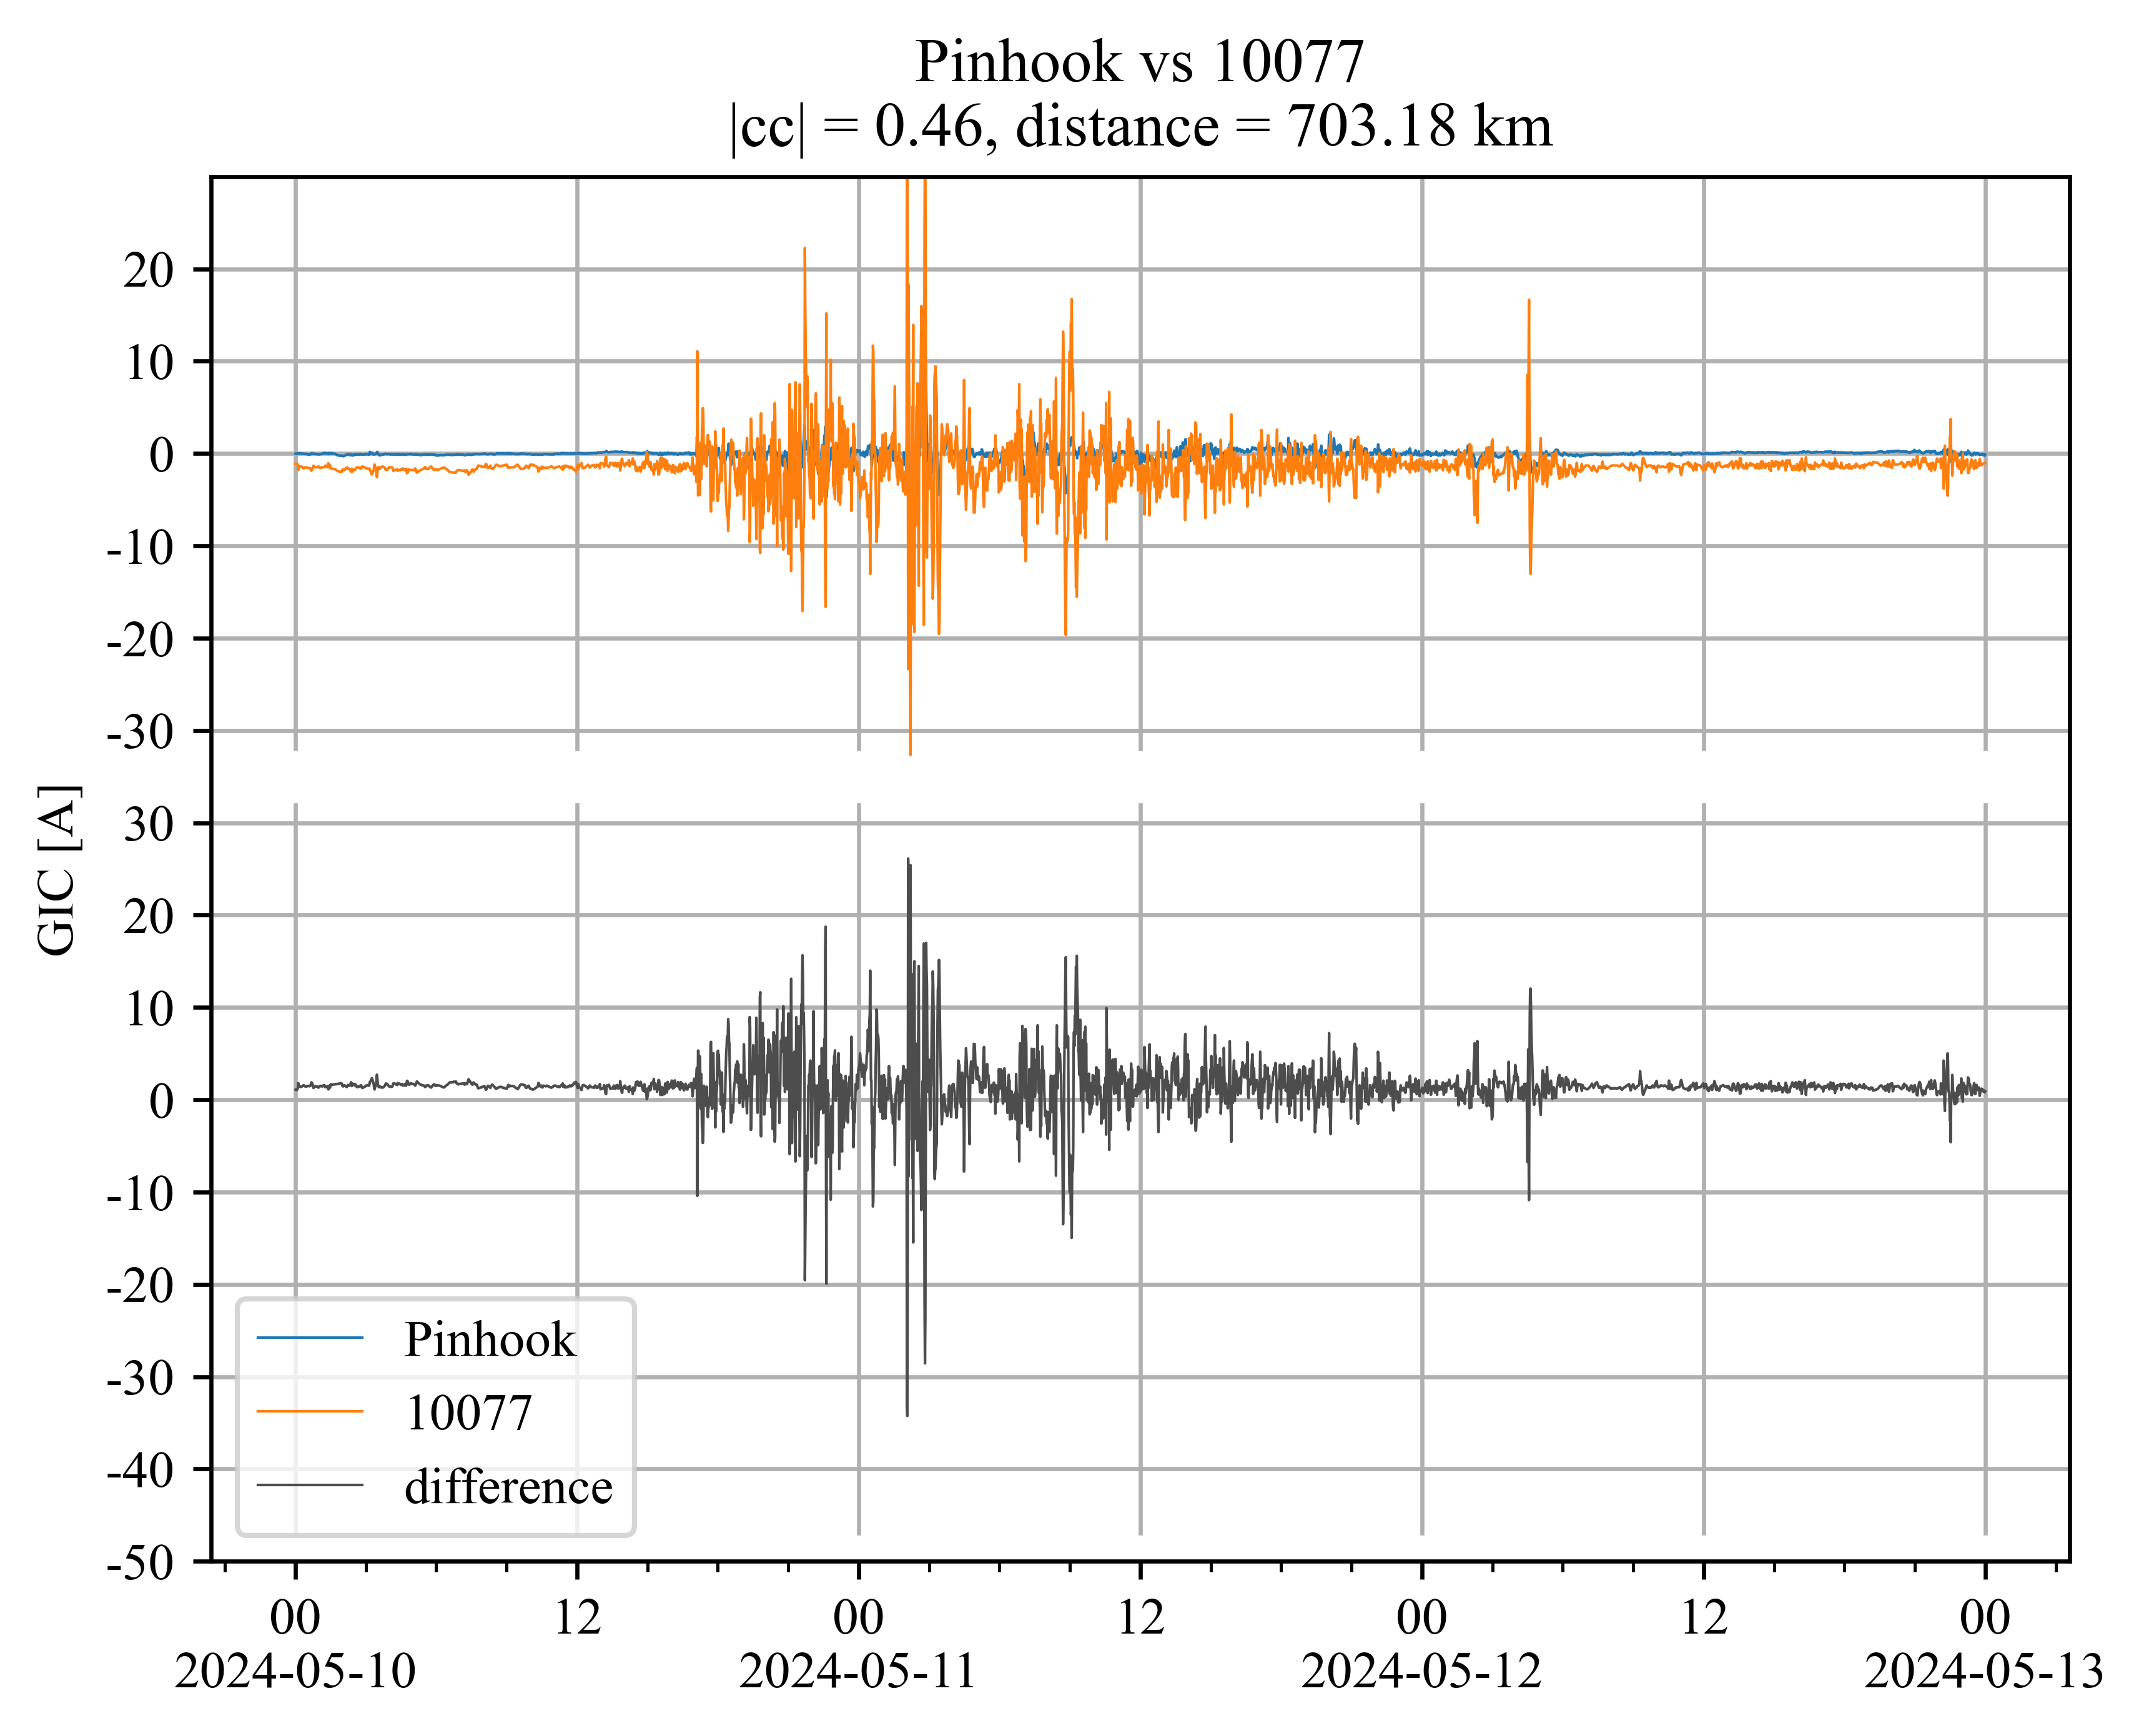 Pinhook vs 10077
|cc| = 0.46, distance = 703.18 km
20
10
0
-10
-20
-30
GIC [A]
30
20
10
0
-10
-20
-30
-40
-50
Pinhook
10077
difference
00 12 00 12 00 12 00
2024-05-10 2024-05-11 2024-05-12 2024-05-13